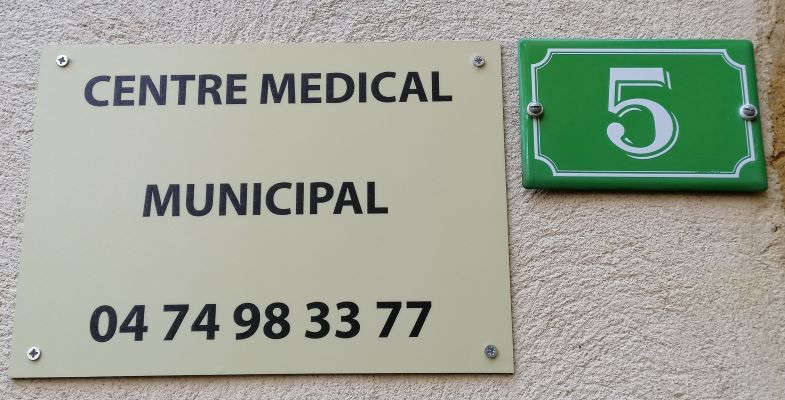 CENTRE MEDICAL
MUNICIPAL
04 74 98 33 77
5